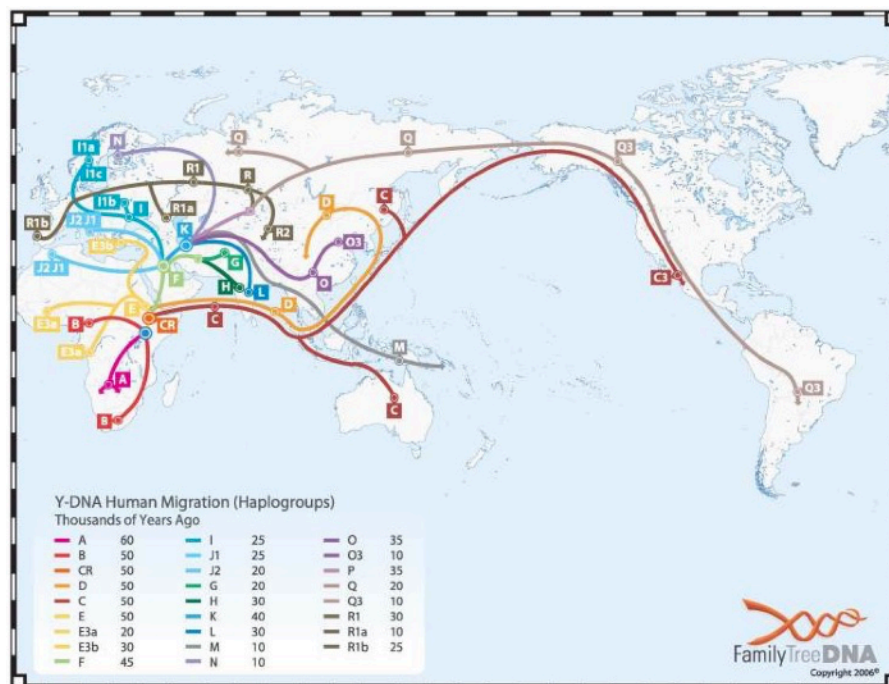 N
Q
Q
Q3
I1a
I1c
R1
R
I1b
I
R1a
D
C
R1b
J2 J1
K
R2
E3b
O3
J2 J1
F
G
O
H
L
C3
E
D
E3a
B
CR
C
M
E3a
A
C
Q3
B
Y-DNA Human Migration (Haplogroups)
Thousands of Years Ago
A 60 I 25 O 35
B 50 J1 25 O3 10
CR 50 J2 20 P 35
D 50 G 20 Q 20
C 50 H 30 Q3 10
E 50 K 40 R1 30
E3a 20 L 30 R1a 10
E3b 30 M 10 R1b 25
F 45 N 10
FamilyTreeDNA
Copyright 2006©